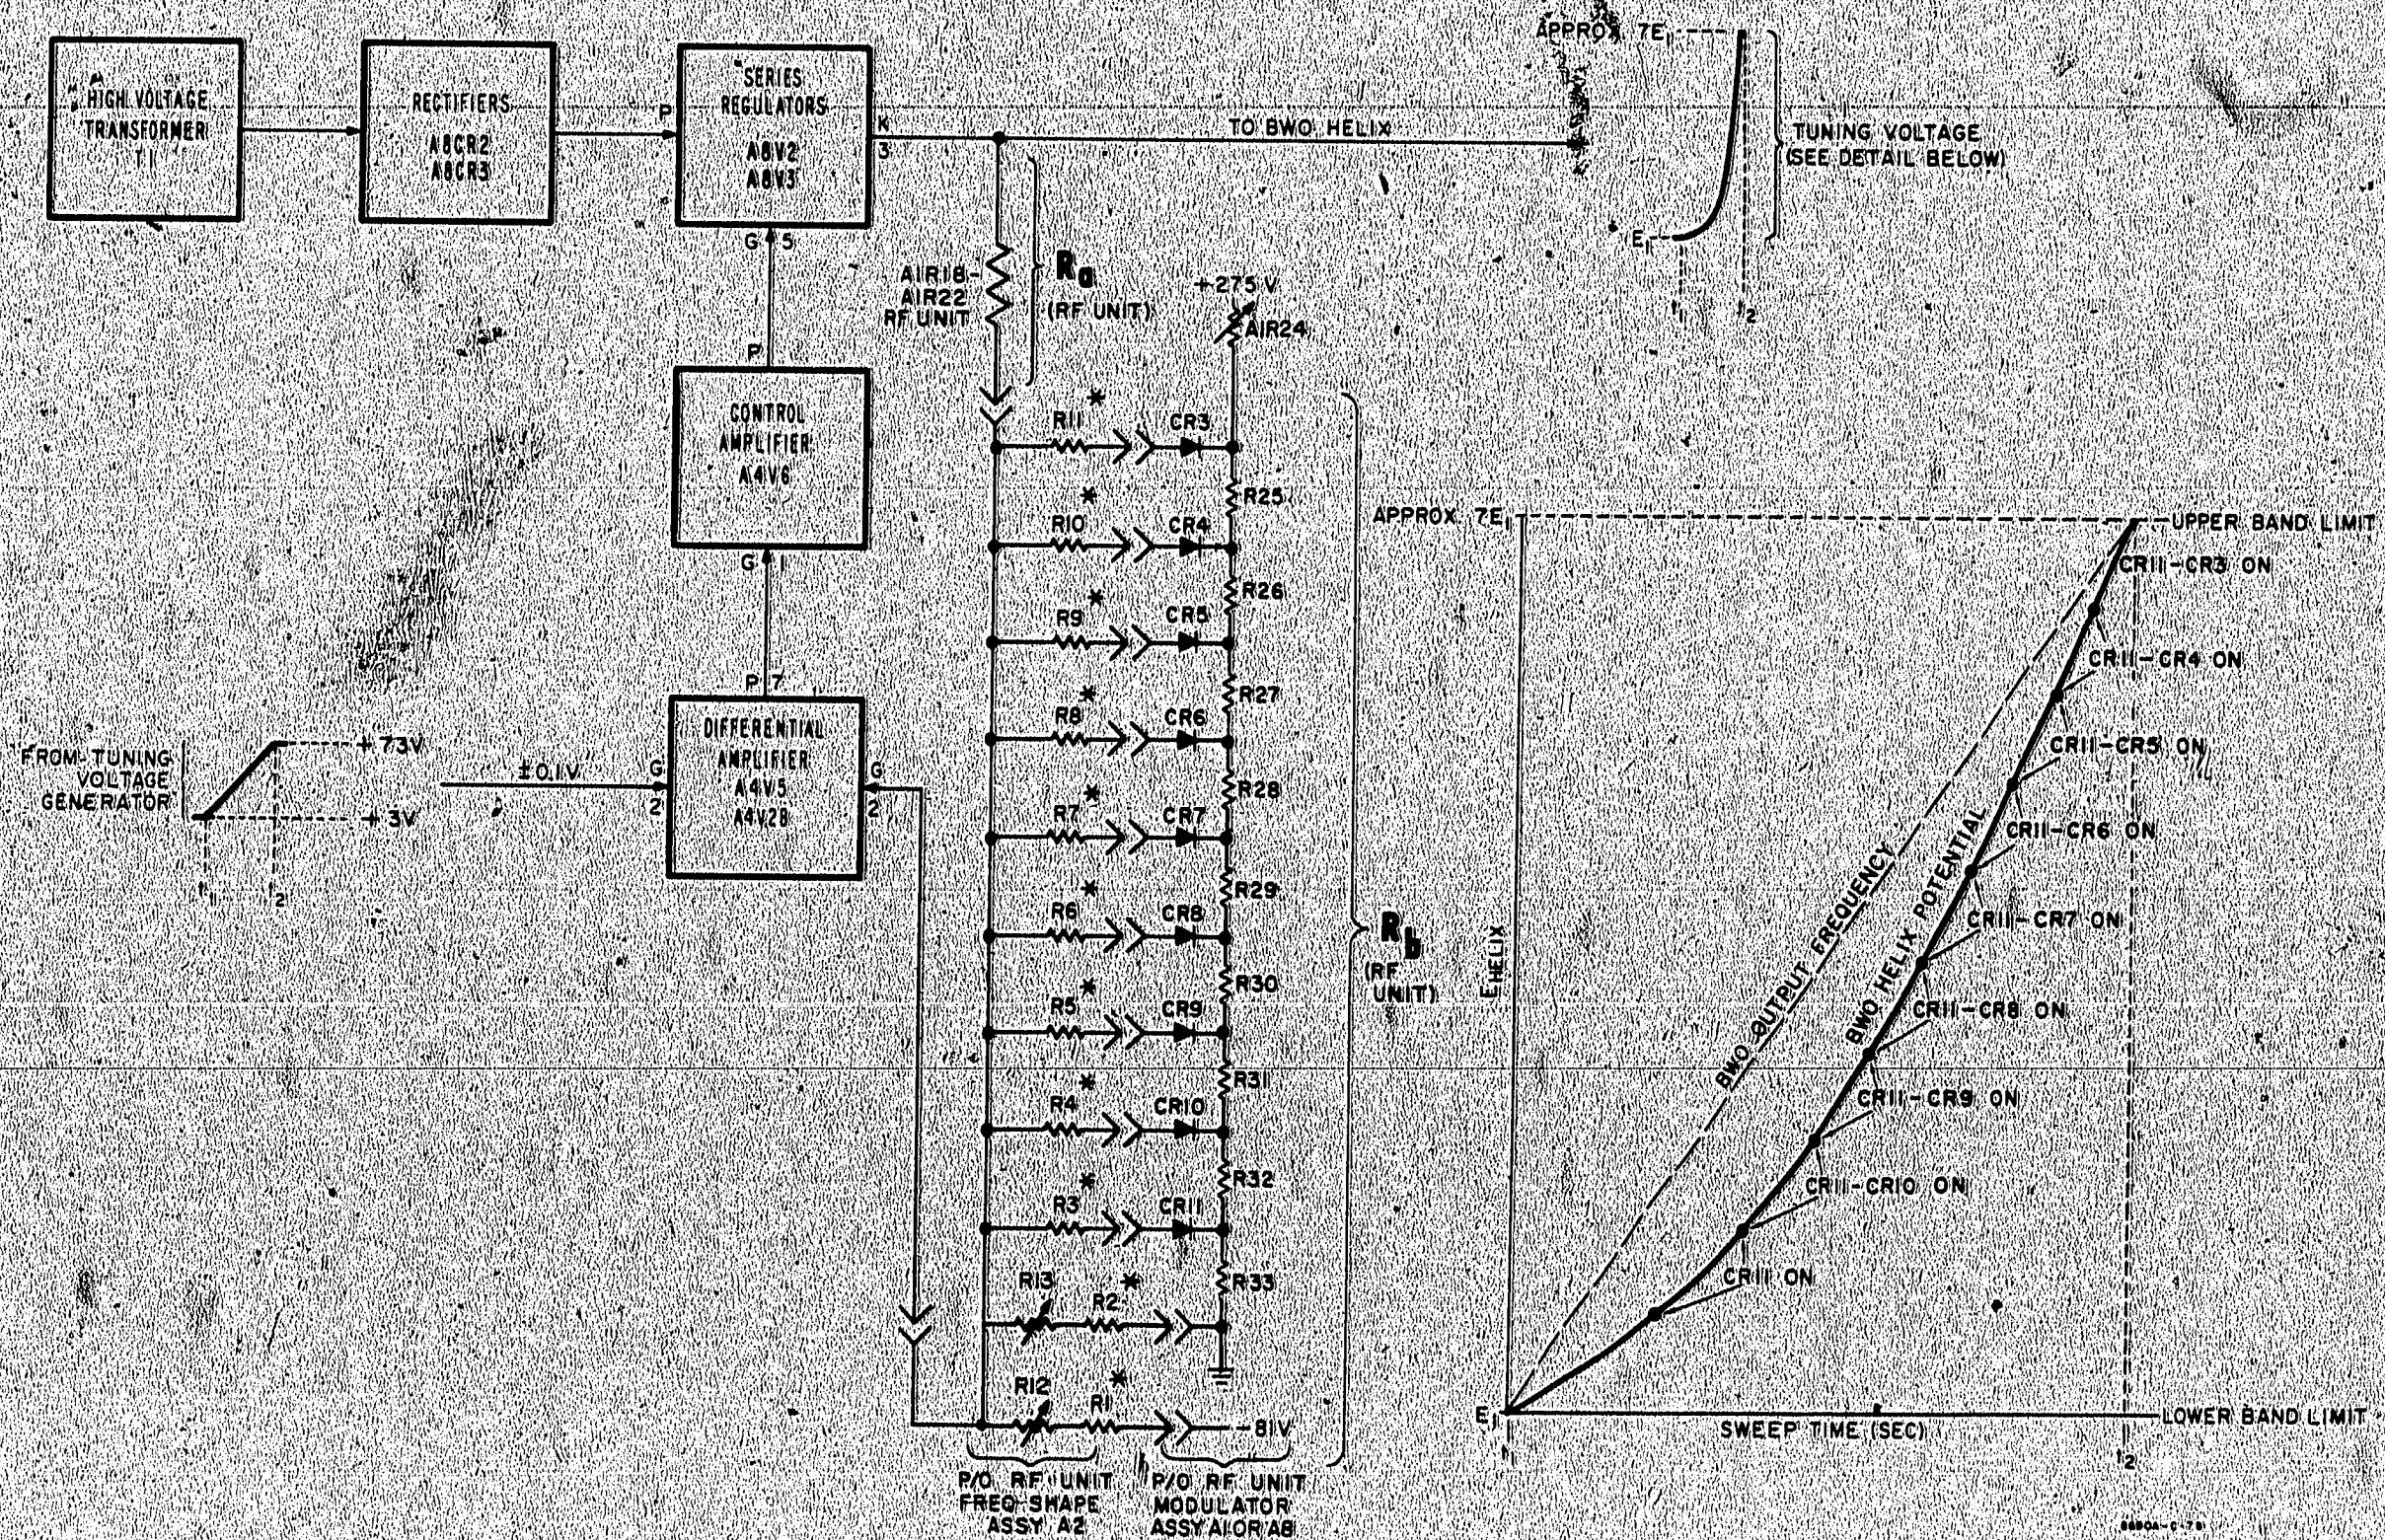 HIGH VOLTAGE
TRANSFORMER
T1
RECTIFIERS
A8CR2
A8CR3
P
SERIES
REGULATORS
A8V2
A8V3
K
3
G 5
TO BWO HELIX
APPROX 7E1
E1
t1
t2
TUNING VOLTAGE
(SEE DETAIL BELOW)
A1R18-
A1R22
RF UNIT
Ra
(RF UNIT)
+275V
A1R24
P
CONTROL
AMPLIFIER
A4V6
G 1
P 7
DIFFERENTIAL
AMPLIFIER
A4V5
A4V2B
G
2
G
2
FROM TUNING
VOLTAGE
GENERATOR
+73V
+3V
t1
t2
±0.1V
*
R11
CR3
R25
*
R10
CR4
R26
*
R9
CR5
R27
*
R8
CR6
R28
*
R7
CR7
R29
*
R6
CR8
R30
*
R5
CR9
R31
*
R4
CR10
R32
*
R3
CR11
R33
R13
*
R2
R12
*
R1
-81V
Rb
(RF
UNIT)
P/O RF UNIT
FREQ SHAPE
ASSY A2
P/O RF UNIT
MODULATOR
ASSY A1 OR A8
APPROX 7E1
UPPER BAND LIMIT
CR11-CR3 ON
CR11-CR4 ON
CR11-CR5 ON
CR11-CR6 ON
CR11-CR7 ON
CR11-CR8 ON
CR11-CR9 ON
CR11-CR10 ON
CR11 ON
BWO OUTPUT FREQUENCY
BWO HELIX POTENTIAL
EHELIX
E1
SWEEP TIME (SEC)
LOWER BAND LIMIT
t1
t2